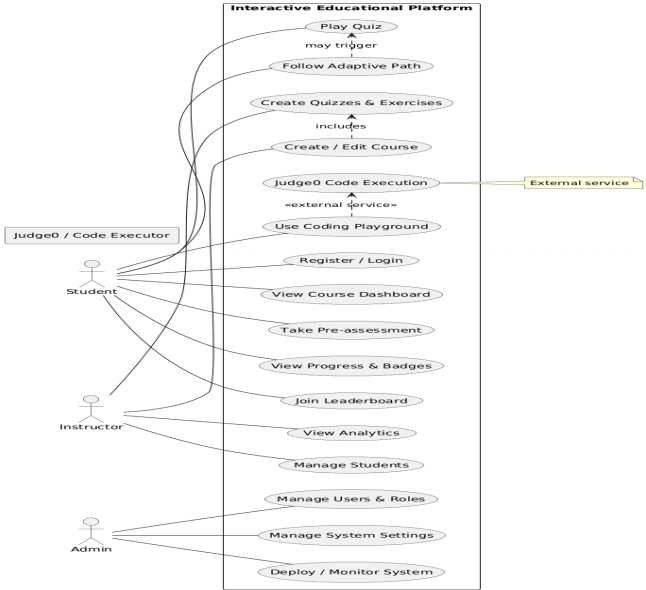 Interactive Educational Platform
Play Quiz
may trigger
Follow Adaptive Path
Create Quizzes & Exercises
includes
Create / Edit Course
Judge0 Code Execution
External service
«external service»
Use Coding Playground
Judge0 / Code Executor
Register / Login
Student
View Course Dashboard
Take Pre-assessment
View Progress & Badges
Join Leaderboard
Instructor
View Analytics
Manage Students
Manage Users & Roles
Manage System Settings
Admin
Deploy / Monitor System